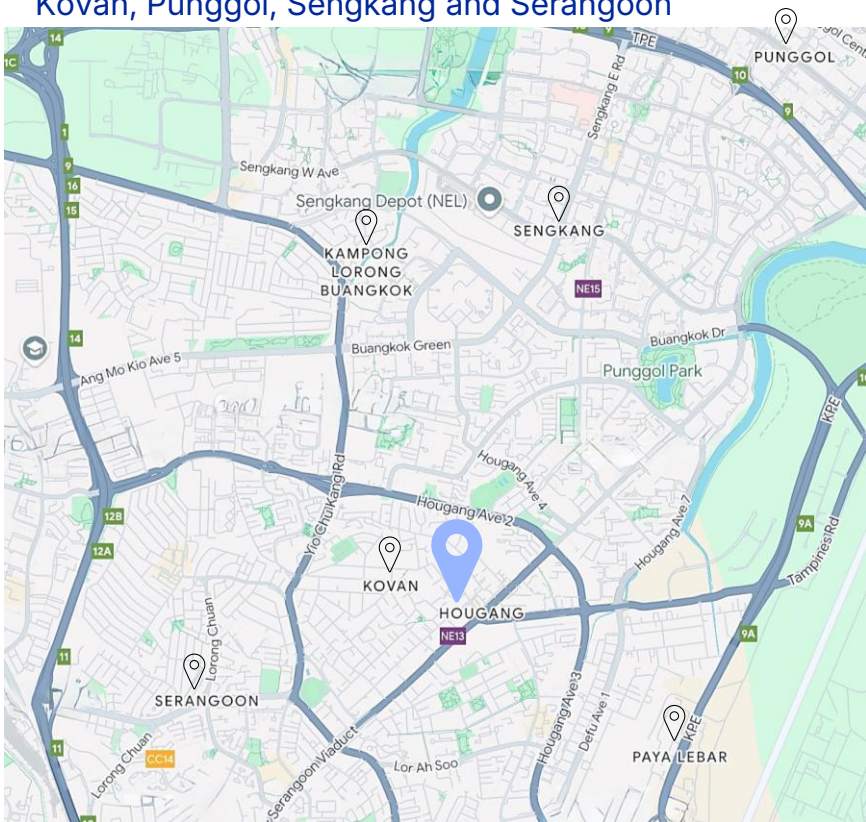 Kovan, Punggol, Sengkang and Serangoon
14
14
TPE
PUNGGOL
1C
10
9
Sengkang E Rd
1
9
16
15
Sengkang W Ave
Sengkang Depot (NEL)
SENGKANG
KAMPONG
LORONG
BUANGKOK
NE15
14
Buangkok Green
Buangkok Dr
Ang Mo Kio Ave 5
Punggol Park
KPE
Yio Chu Kang Rd
Hougang Ave 4
Hougang Ave 2
12B
12A
Hougang Ave 7
9A
Tampines Rd
KOVAN
HOUGANG
NE13
9A
11
Lorong Chuan
SERANGOON
Hougang Ave 3
Defu Ave 1
KPE
PAYA LEBAR
11
CC14
Lorong Chuan
Serangoon Viaduct
Lor Ah Soo